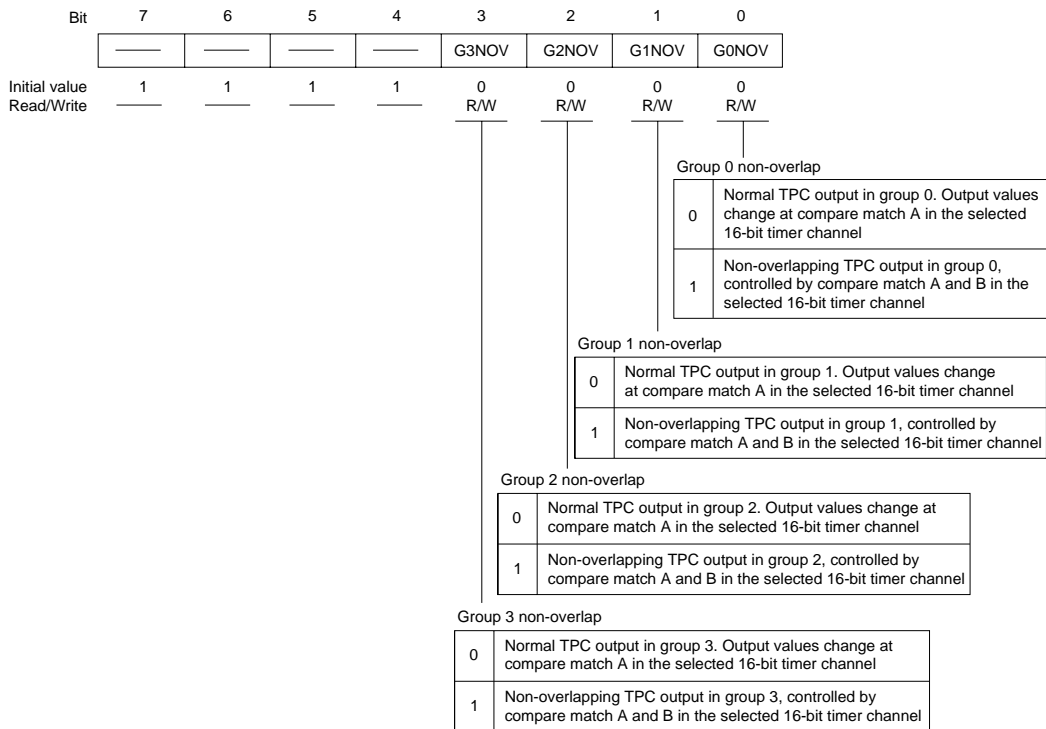 Bit 7 6 5 4 3 2 1 0
G3NOV G2NOV G1NOV G0NOV
Initial value 1 1 1 1 0 0 0 0
Read/Write R/W R/W R/W R/W
Group 0 non-overlap
0 Normal TPC output in group 0. Output values
change at compare match A in the selected
16-bit timer channel
1 Non-overlapping TPC output in group 0,
controlled by compare match A and B in the
selected 16-bit timer channel
Group 1 non-overlap
0 Normal TPC output in group 1. Output values change
at compare match A in the selected 16-bit timer channel
1 Non-overlapping TPC output in group 1, controlled by
compare match A and B in the selected 16-bit timer channel
Group 2 non-overlap
0 Normal TPC output in group 2. Output values change at
compare match A in the selected 16-bit timer channel
1 Non-overlapping TPC output in group 2, controlled by
compare match A and B in the selected 16-bit timer channel
Group 3 non-overlap
0 Normal TPC output in group 3. Output values change at
compare match A in the selected 16-bit timer channel
1 Non-overlapping TPC output in group 3, controlled by
compare match A and B in the selected 16-bit timer channel